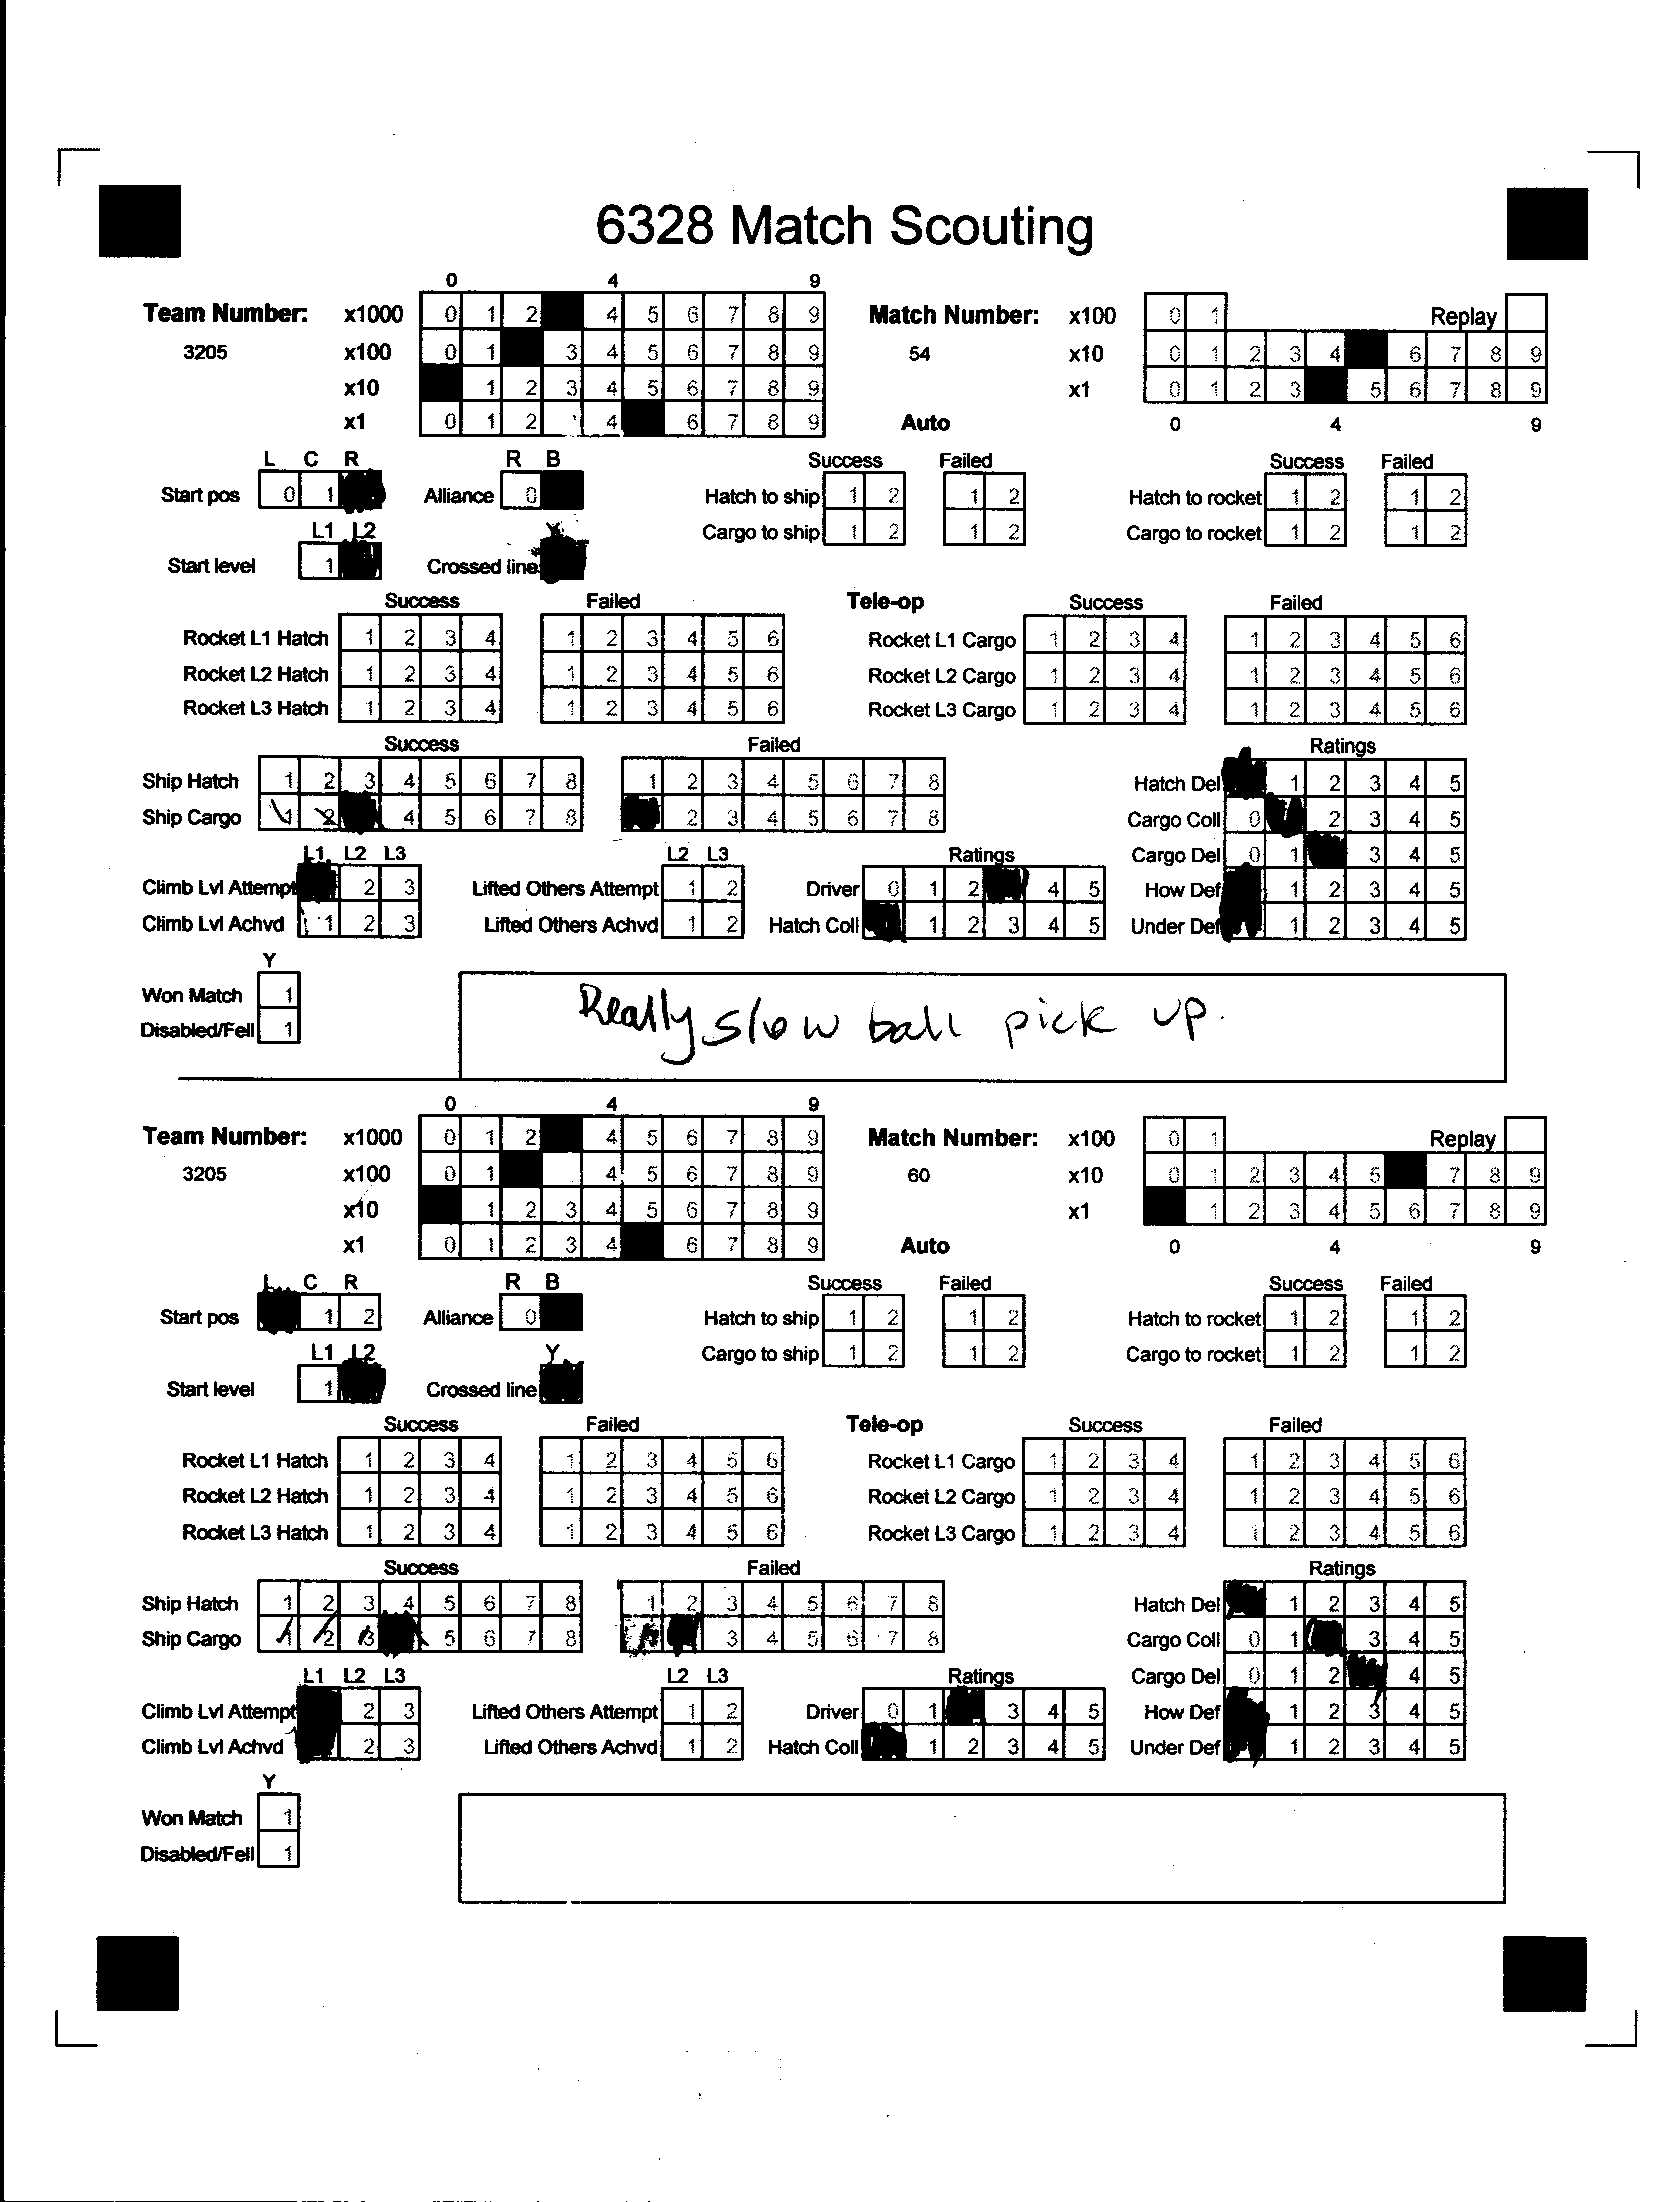 6328 Match Scouting
0 4 9
Team Number: x1000 0 1 2 4 5 6 7 8 9 Match Number: x100 0 1 Replay
3205 x100 0 1 3 4 5 6 7 8 9 54 x10 0 1 2 3 4 6 7 8 9
x10 1 2 3 4 5 6 7 8 9 x1 0 1 2 3 5 6 7 8 9
x1 0 1 2 4 6 7 8 9 Auto 0 4 9
L C R R B Success Failed Success Failed
Start pos 0 1 Alliance 0 Hatch to ship 1 2 1 2 Hatch to rocket 1 2 1 2
L1 L2 Y Cargo to ship 1 2 1 2 Cargo to rocket 1 2 1 2
Start level 1 Crossed line
Success Failed Tele-op Success Failed
Rocket L1 Hatch 1 2 3 4 1 2 3 4 5 6 Rocket L1 Cargo 1 2 3 4 1 2 3 4 5 6
Rocket L2 Hatch 1 2 3 4 1 2 3 4 5 6 Rocket L2 Cargo 1 2 3 4 1 2 3 4 5 6
Rocket L3 Hatch 1 2 3 4 1 2 3 4 5 6 Rocket L3 Cargo 1 2 3 4 1 2 3 4 5 6
Success Failed Ratings
Ship Hatch 1 2 3 4 5 6 7 8 1 2 3 4 5 6 7 8 Hatch Del 1 2 3 4 5
Ship Cargo 1 2 4 5 6 7 8 2 3 4 5 6 7 8 Cargo Coll 0 2 3 4 5
L1 L2 L3 L2 L3 Ratings Cargo Del 0 1 3 4 5
Climb Lvl Attempt 2 3 Lifted Others Attempt 1 2 Driver 0 1 2 4 5 How Def 1 2 3 4 5
Climb Lvl Achvd 1 2 3 Lifted Others Achvd 1 2 Hatch Coll 1 2 3 4 5 Under Def 1 2 3 4 5
Y
Won Match 1
Disabled/Fell 1
Really slow ball pick up.
0 4 9
Team Number: x1000 0 1 2 4 5 6 7 8 9 Match Number: x100 0 1 Replay
3205 x100 0 1 4 5 6 7 8 9 60 x10 0 1 2 3 4 5 7 8 9
x10 1 2 3 4 5 6 7 8 9 x1 1 2 3 4 5 6 7 8 9
x1 0 1 2 3 4 6 7 8 9 Auto 0 4 9
L C R R B Success Failed Success Failed
Start pos 1 2 Alliance 0 Hatch to ship 1 2 1 2 Hatch to rocket 1 2 1 2
L1 L2 Y Cargo to ship 1 2 1 2 Cargo to rocket 1 2 1 2
Start level 1 Crossed line
Success Failed Tele-op Success Failed
Rocket L1 Hatch 1 2 3 4 1 2 3 4 5 6 Rocket L1 Cargo 1 2 3 4 1 2 3 4 5 6
Rocket L2 Hatch 1 2 3 4 1 2 3 4 5 6 Rocket L2 Cargo 1 2 3 4 1 2 3 4 5 6
Rocket L3 Hatch 1 2 3 4 1 2 3 4 5 6 Rocket L3 Cargo 1 2 3 4 1 2 3 4 5 6
Success Failed Ratings
Ship Hatch 1 2 3 4 5 6 7 8 1 2 3 4 5 6 7 8 Hatch Del 1 2 3 4 5
Ship Cargo 1 2 3 5 6 7 8 3 4 5 6 7 8 Cargo Coll 0 1 3 4 5
L1 L2 L3 L2 L3 Ratings Cargo Del 0 1 2 4 5
Climb Lvl Attempt 2 3 Lifted Others Attempt 1 2 Driver 0 1 3 4 5 How Def 1 2 3 4 5
Climb Lvl Achvd 2 3 Lifted Others Achvd 1 2 Hatch Coll 1 2 3 4 5 Under Def 1 2 3 4 5
Y
Won Match 1
Disabled/Fell 1